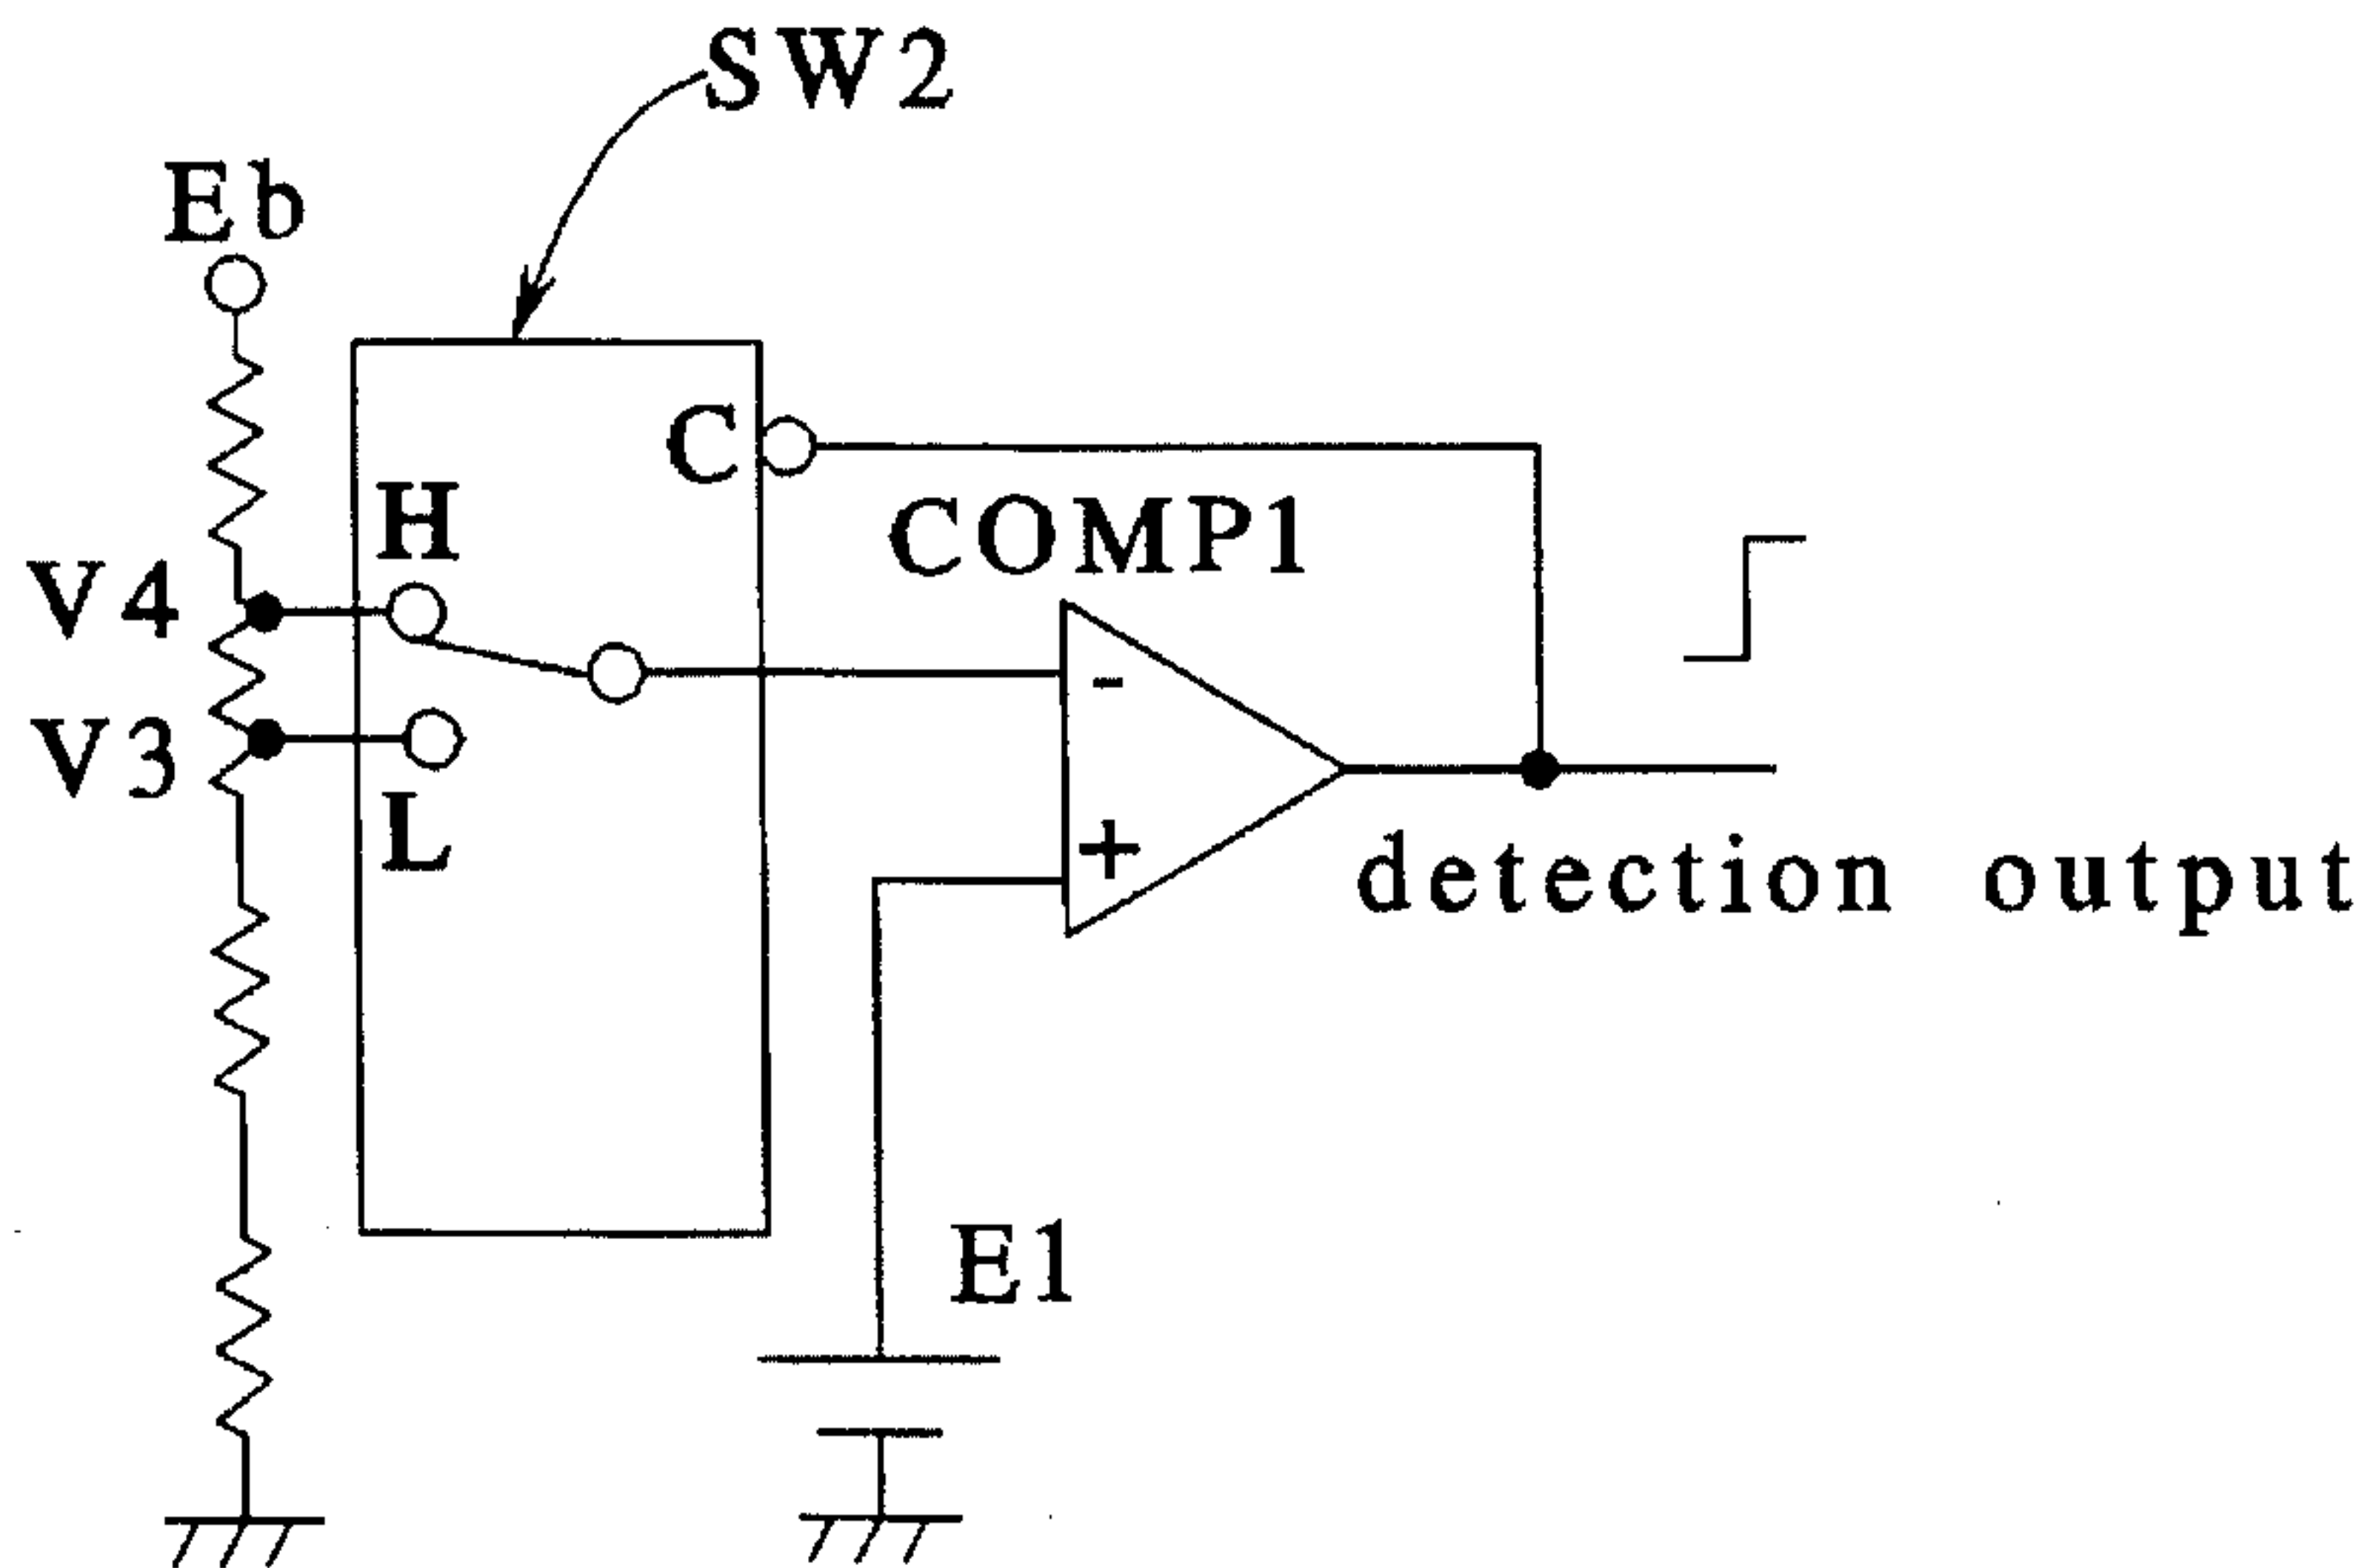 SW2
Eb
C
H
COMP1
V4
-
V3
+
L
detection output
E1